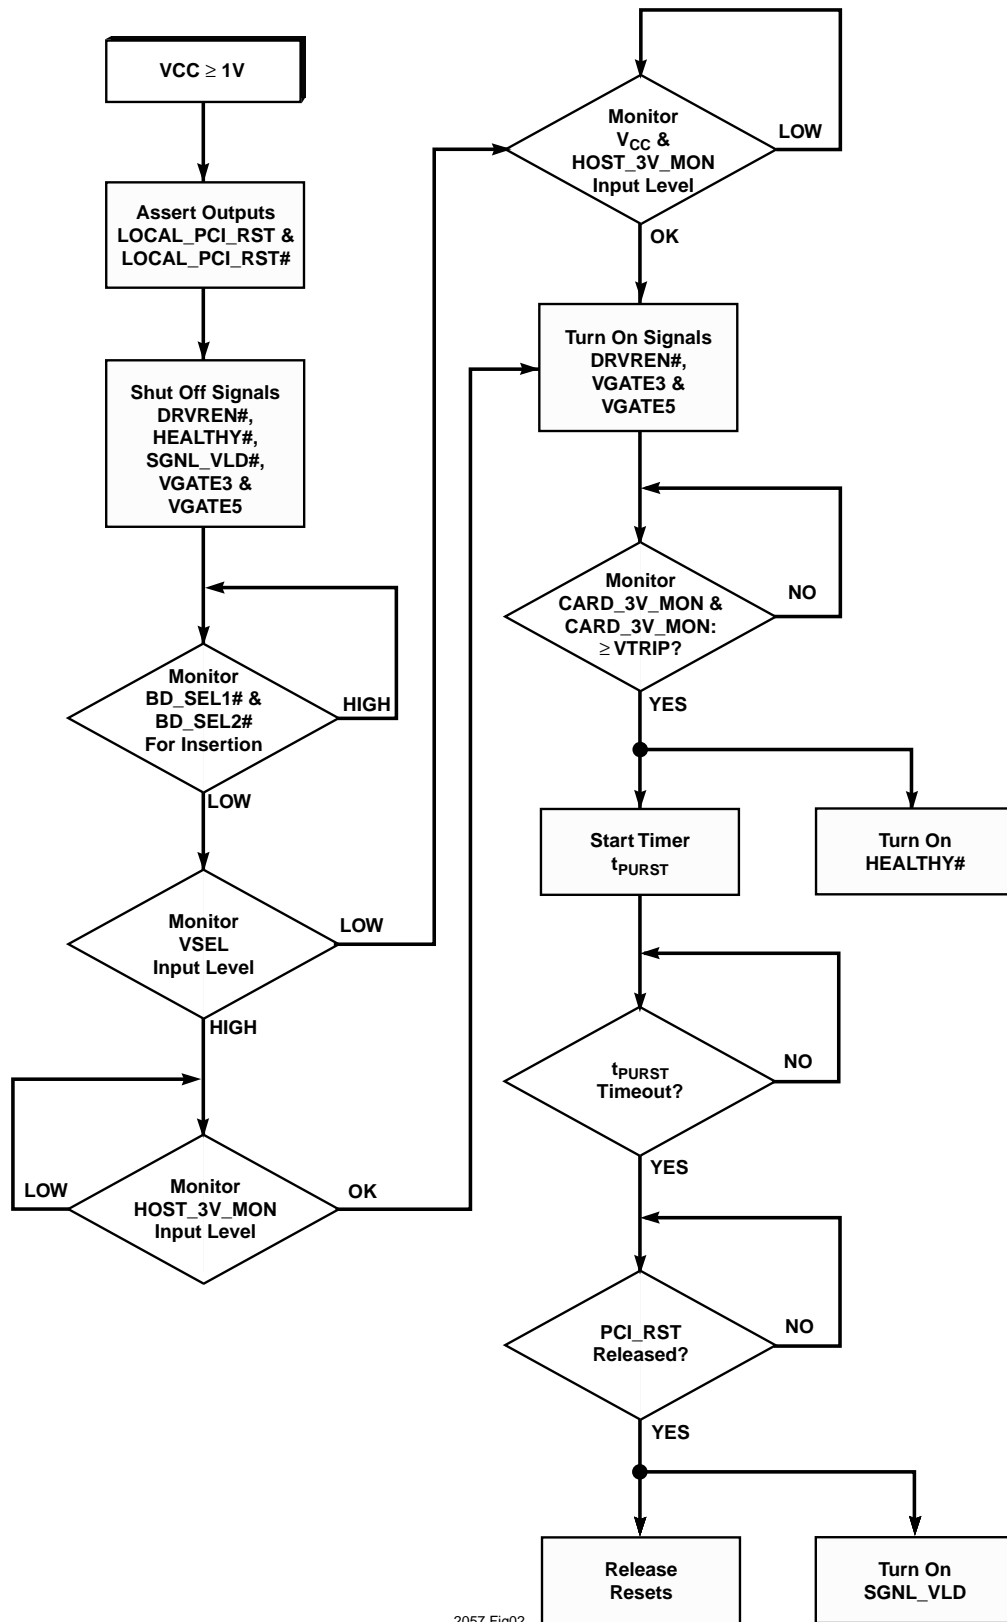 VCC ≥ 1V
Assert Outputs
LOCAL_PCI_RST &
LOCAL_PCI_RST#
Shut Off Signals
DRVREN#,
HEALTHY#,
SGNL_VLD#,
VGATE3 &
VGATE5
Monitor
BD_SEL1# &
BD_SEL2#
For Insertion
HIGH
LOW
Monitor
VSEL
Input Level
LOW
HIGH
Monitor
HOST_3V_MON
Input Level
LOW
OK
Monitor
VCC &
HOST_3V_MON
Input Level
LOW
OK
Turn On Signals
DRVREN#,
VGATE3 &
VGATE5
Monitor
CARD_3V_MON &
CARD_3V_MON:
≥ VTRIP?
NO
YES
Start Timer
tPURST
Turn On
HEALTHY#
tPURST
Timeout?
NO
YES
PCI_RST
Released?
NO
YES
Release
Resets
Turn On
SGNL_VLD
2057 Fig02